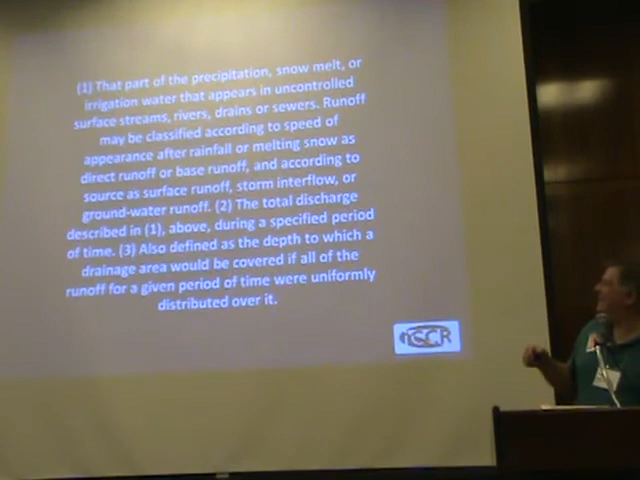 (1) That part of the precipitation, snow melt, or
irrigation water that appears in uncontrolled
surface streams, rivers, drains or sewers. Runoff
may be classified according to speed of
appearance after rainfall or melting snow as
direct runoff or base runoff, and according to
source as surface runoff, storm interflow, or
ground-water runoff. (2) The total discharge
described in (1), above, during a specified period
of time. (3) Also defined as the depth to which a
drainage area would be covered if all of the
runoff for a given period of time were uniformly
distributed over it.